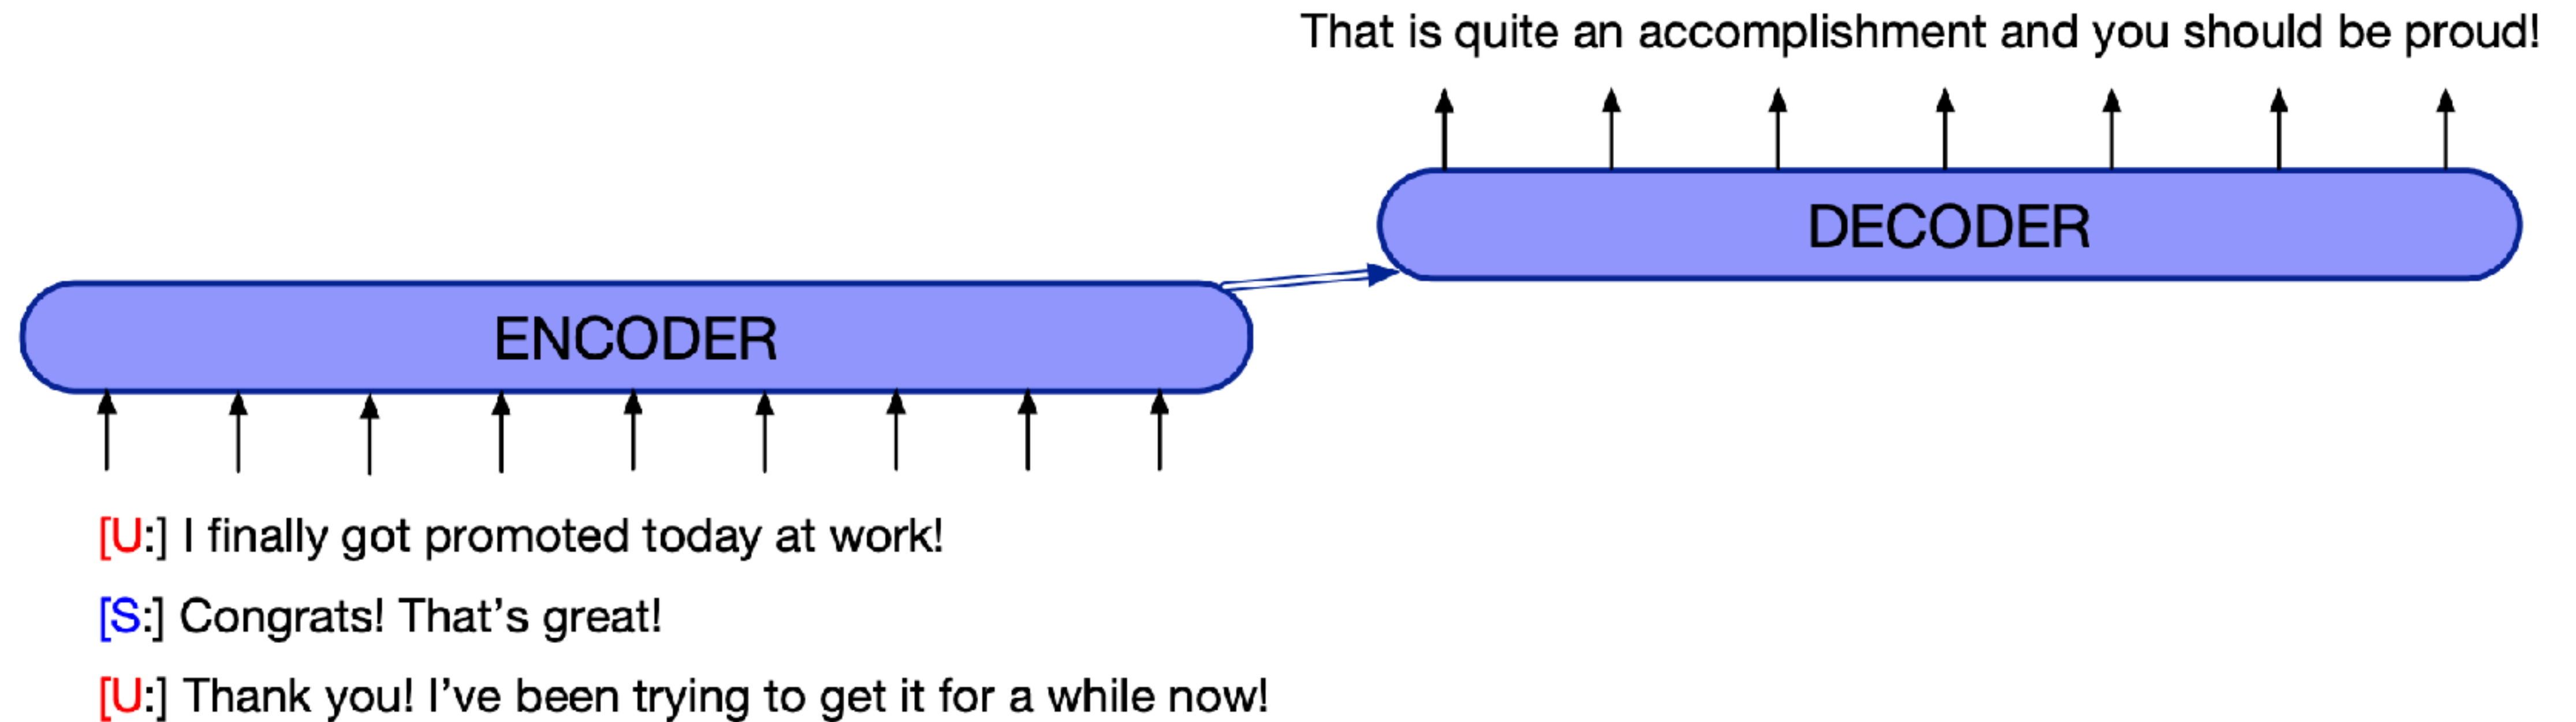 That is quite an accomplishment and you should be proud!
DECODER
ENCODER
[U:] I finally got promoted today at work!
[S:] Congrats! That’s great!
[U:] Thank you! I’ve been trying to get it for a while now!